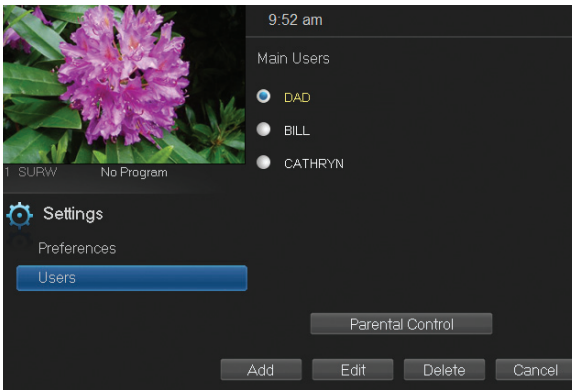 9:52 am
Main Users
DAD
BILL
CATHRYN
1 SURW No Program
Settings
Preferences
Users
Parental Control
Add Edit Delete Cancel